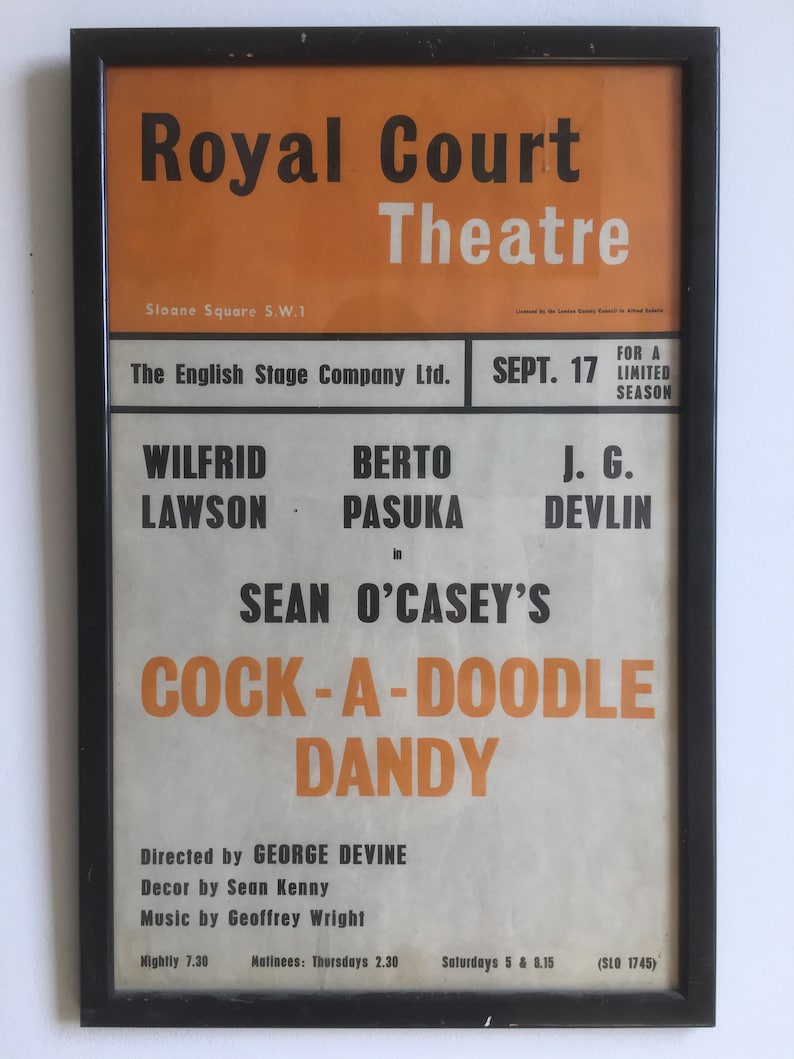 Royal Court
Theatre
Sloane Square S.W.1
Licensed by the London County Council to Alfred Esdaile
The English Stage Company Ltd.
SEPT. 17
FOR A
LIMITED
SEASON
WILFRID BERTO J. G.
LAWSON PASUKA DEVLIN
in
SEAN O'CASEY'S
COCK-A-DOODLE
DANDY
Directed by GEORGE DEVINE
Decor by Sean Kenny
Music by Geoffrey Wright
Nightly 7.30 Matinees: Thursdays 2.30 Saturdays 5 & 8.15 (SLO 1745)